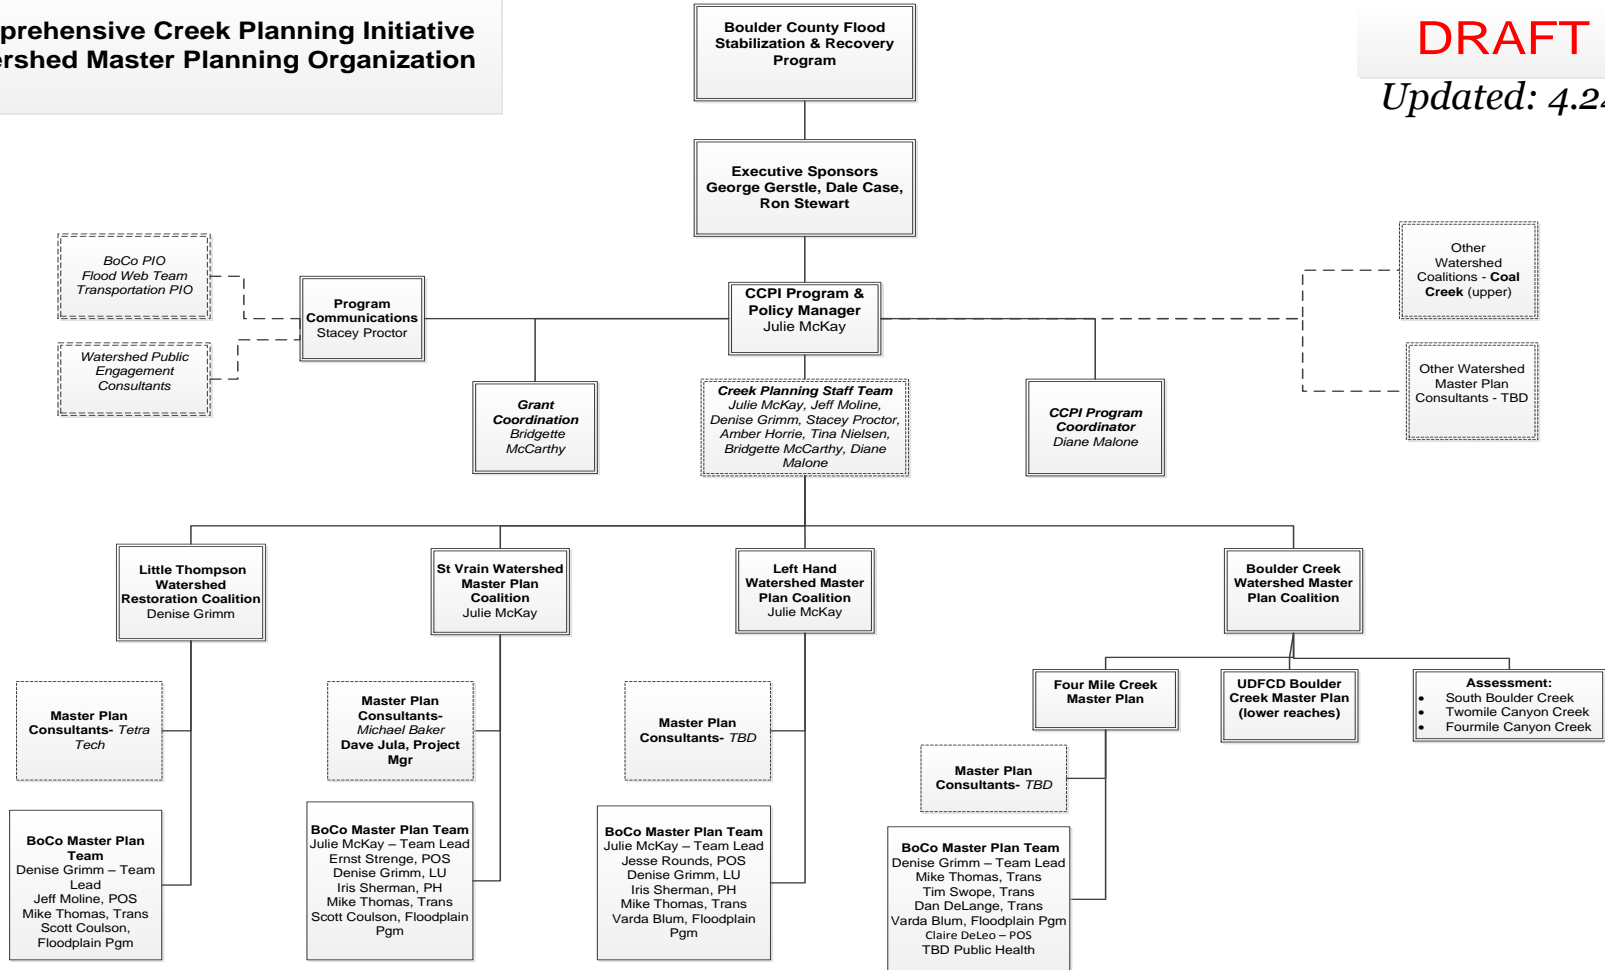 prehensive Creek Planning Initiative
ershed Master Planning Organization
Boulder County Flood
Stabilization & Recovery
Program
DRAFT
Updated: 4.24
Executive Sponsors
George Gerstle, Dale Case,
Ron Stewart
BoCo PIO
Flood Web Team
Transportation PIO
Watershed Public
Engagement
Consultants
Program
Communications
Stacey Proctor
CCPI Program &
Policy Manager
Julie McKay
Other
Watershed
Coalitions - Coal
Creek (upper)
Other Watershed
Master Plan
Consultants - TBD
Grant
Coordination
Bridgette
McCarthy
Creek Planning Staff Team
Julie McKay, Jeff Moline,
Denise Grimm, Stacey Proctor,
Amber Horrie, Tina Nielsen,
Bridgette McCarthy, Diane
Malone
CCPI Program
Coordinator
Diane Malone
Little Thompson
Watershed
Restoration Coalition
Denise Grimm
St Vrain Watershed
Master Plan
Coalition
Julie McKay
Left Hand
Watershed Master
Plan Coalition
Julie McKay
Boulder Creek
Watershed Master
Plan Coalition
Master Plan
Consultants- Tetra
Tech
Master Plan
Consultants-
Michael Baker
Dave Jula, Project
Mgr
Master Plan
Consultants- TBD
Four Mile Creek
Master Plan
UDFCD Boulder
Creek Master Plan
(lower reaches)
Assessment:
• South Boulder Creek
• Twomile Canyon Creek
• Fourmile Canyon Creek
Master Plan
Consultants- TBD
BoCo Master Plan
Team
Denise Grimm – Team
Lead
Jeff Moline, POS
Mike Thomas, Trans
Scott Coulson,
Floodplain Pgm
BoCo Master Plan Team
Julie McKay – Team Lead
Ernst Strenge, POS
Denise Grimm, LU
Iris Sherman, PH
Mike Thomas, Trans
Scott Coulson, Floodplain
Pgm
BoCo Master Plan Team
Julie McKay – Team Lead
Jesse Rounds, POS
Denise Grimm, LU
Iris Sherman, PH
Mike Thomas, Trans
Varda Blum, Floodplain
Pgm
BoCo Master Plan Team
Denise Grimm – Team Lead
Mike Thomas, Trans
Tim Swope, Trans
Dan DeLange, Trans
Varda Blum, Floodplain Pgm
Claire DeLeo – POS
TBD Public Health